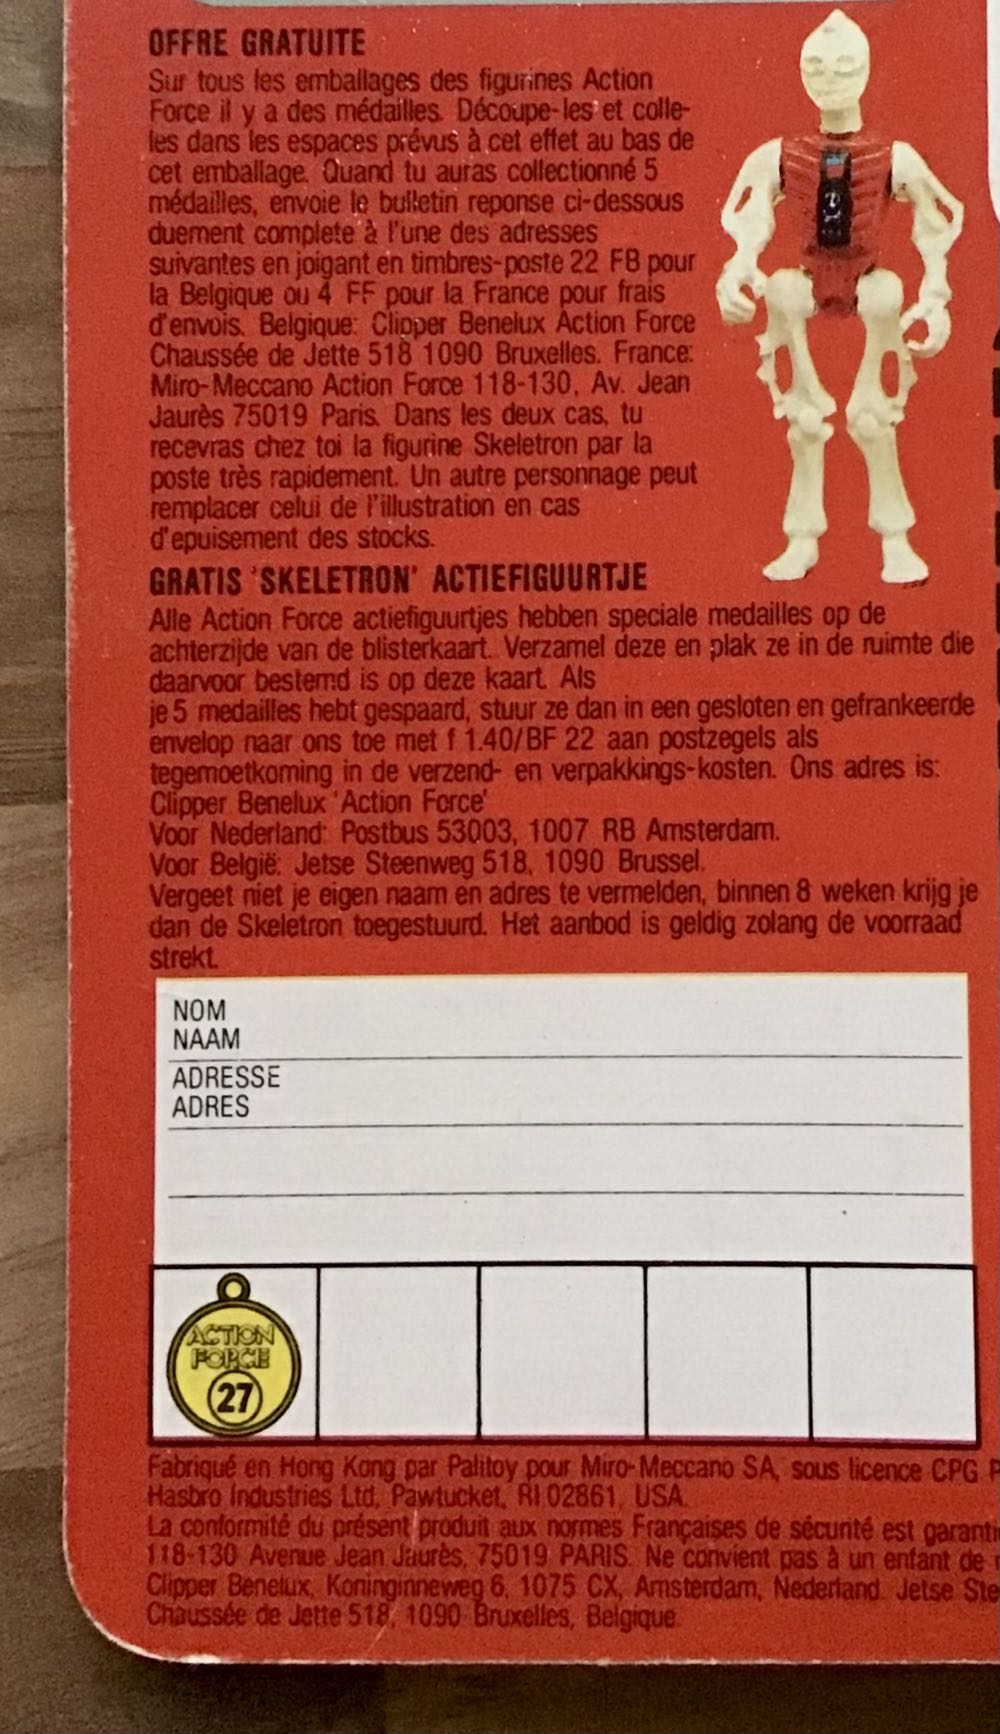 OFFRE GRATUITE
Sur tous les emballages des figurines Action
Force il y a des médailles. Découpe-les et colle-
les dans les espaces prévus à cet effet au bas de
cet emballage. Quand tu auras collectionné 5
médailles, envoie le bulletin reponse ci-dessous
duement complete à l'une des adresses
suivantes en joigant en timbres-poste 22 FB pour
la Belgique ou 4 FF pour la France pour frais
d'envois. Belgique: Clipper Benelux Action Force
Chaussée de Jette 518 1090 Bruxelles. France:
Miro-Meccano Action Force 118-130, Av. Jean
Jaurès 75019 Paris. Dans les deux cas, tu
recevras chez toi la figurine Skeletron par la
poste très rapidement. Un autre personnage peut
remplacer celui de l'illustration en cas
d'epuisement des stocks.
GRATIS 'SKELETRON' ACTIEFIGUURTJE
Alle Action Force actiefiguurtjes hebben speciale medailles op de
achterzijde van de blisterkaart. Verzamel deze en plak ze in de ruimte die
daarvoor bestemd is op deze kaart. Als
je 5 medailles hebt gespaard, stuur ze dan in een gesloten en gefrankeerde
envelop naar ons toe met f 1.40/BF 22 aan postzegels als
tegemoetkoming in de verzend- en verpakkings-kosten. Ons adres is:
Clipper Benelux 'Action Force'
Voor Nederland: Postbus 53003, 1007 RB Amsterdam.
Voor België: Jetse Steenweg 518, 1090 Brussel.
Vergeet niet je eigen naam en adres te vermelden, binnen 8 weken krijg je
dan de Skeletron toegestuurd. Het aanbod is geldig zolang de voorraad
strekt.
NOM
NAAM
ADRESSE
ADRES
ACTION
FORCE
27
Fabriqué en Hong Kong par Palitoy pour Miro-Meccano SA, sous licence CPG
Hasbro Industries Ltd, Pawtucket, RI 02861, USA.
La conformité du présent produit aux normes Françaises de sécurité est garanti
118-130 Avenue Jean Jaurès, 75019 PARIS. Ne convient pas à un enfant de
Clipper Benelux, Koninginneweg 6, 1075 CX, Amsterdam, Nederland. Jetse Ste
Chaussée de Jette 518, 1090 Bruxelles, Belgique.